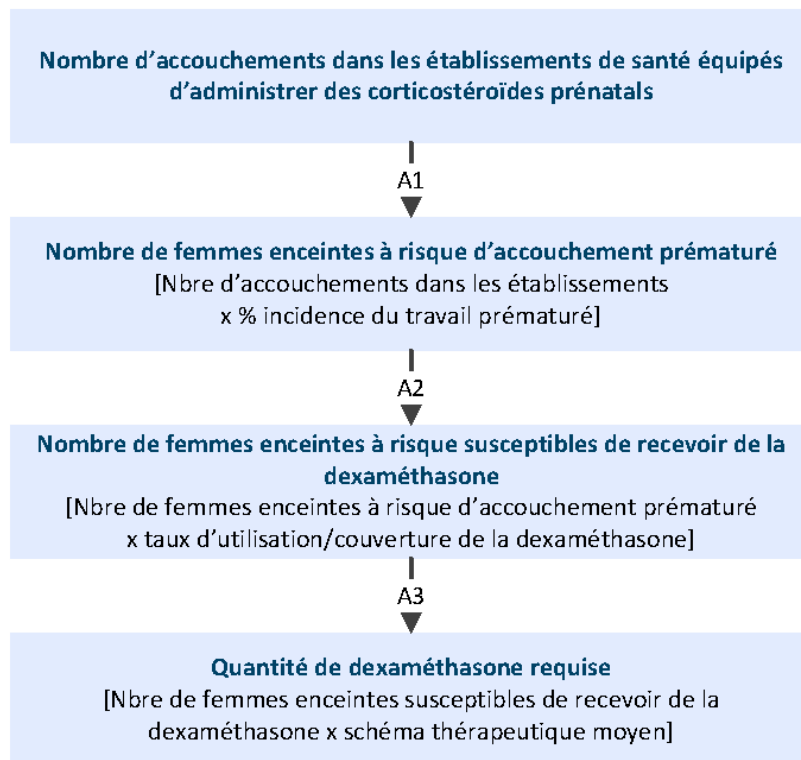 Nombre d’accouchements dans les établissements de santé équipés
d’administrer des corticostéroïdes prénatals
A1
Nombre de femmes enceintes à risque d’accouchement prématuré
[Nbre d’accouchements dans les établissements
x % incidence du travail prématuré]
A2
Nombre de femmes enceintes à risque susceptibles de recevoir de la
dexaméthasone
[Nbre de femmes enceintes à risque d’accouchement prématuré
x taux d’utilisation/couverture de la dexaméthasone]
A3
Quantité de dexaméthasone requise
[Nbre de femmes enceintes susceptibles de recevoir de la
dexaméthasone x schéma thérapeutique moyen]